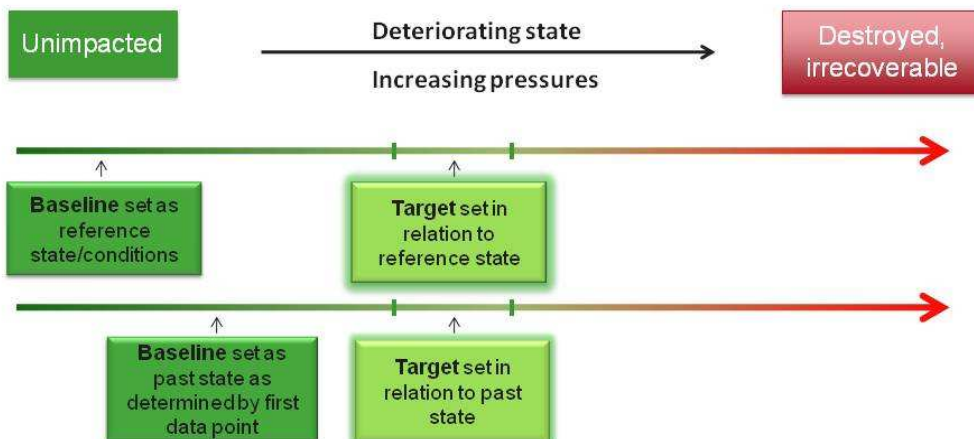 Unimpacted
Deteriorating state
Increasing pressures
Destroyed,
irrecoverable
Baseline set as
reference
state/conditions
Target set in
relation to
reference state
Baseline set as
past state as
determined by first
data point
Target set in
relation to past
state